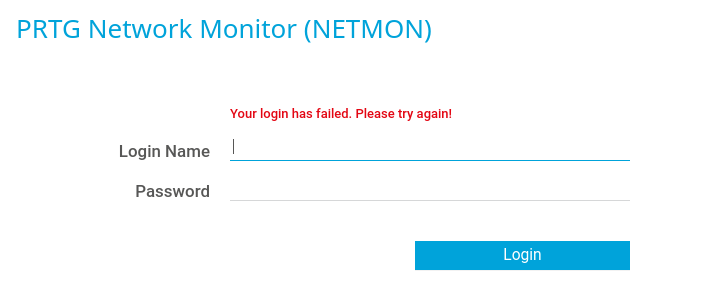 PRTG Network Monitor (NETMON)
Your login has failed. Please try again!
Login Name
Password
Login